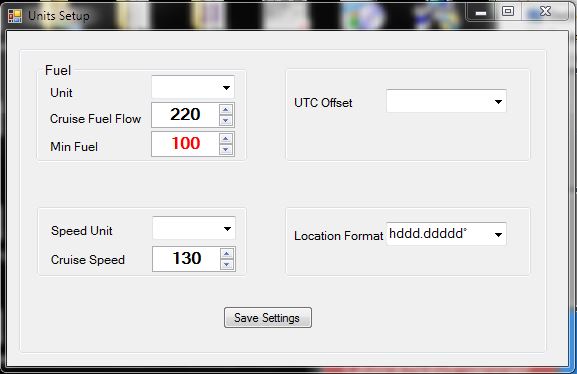 Units Setup
Fuel
Unit
Cruise Fuel Flow 220
Min Fuel 100
UTC Offset
Speed Unit
Cruise Speed 130
Location Format hddd.ddddd°
Save Settings